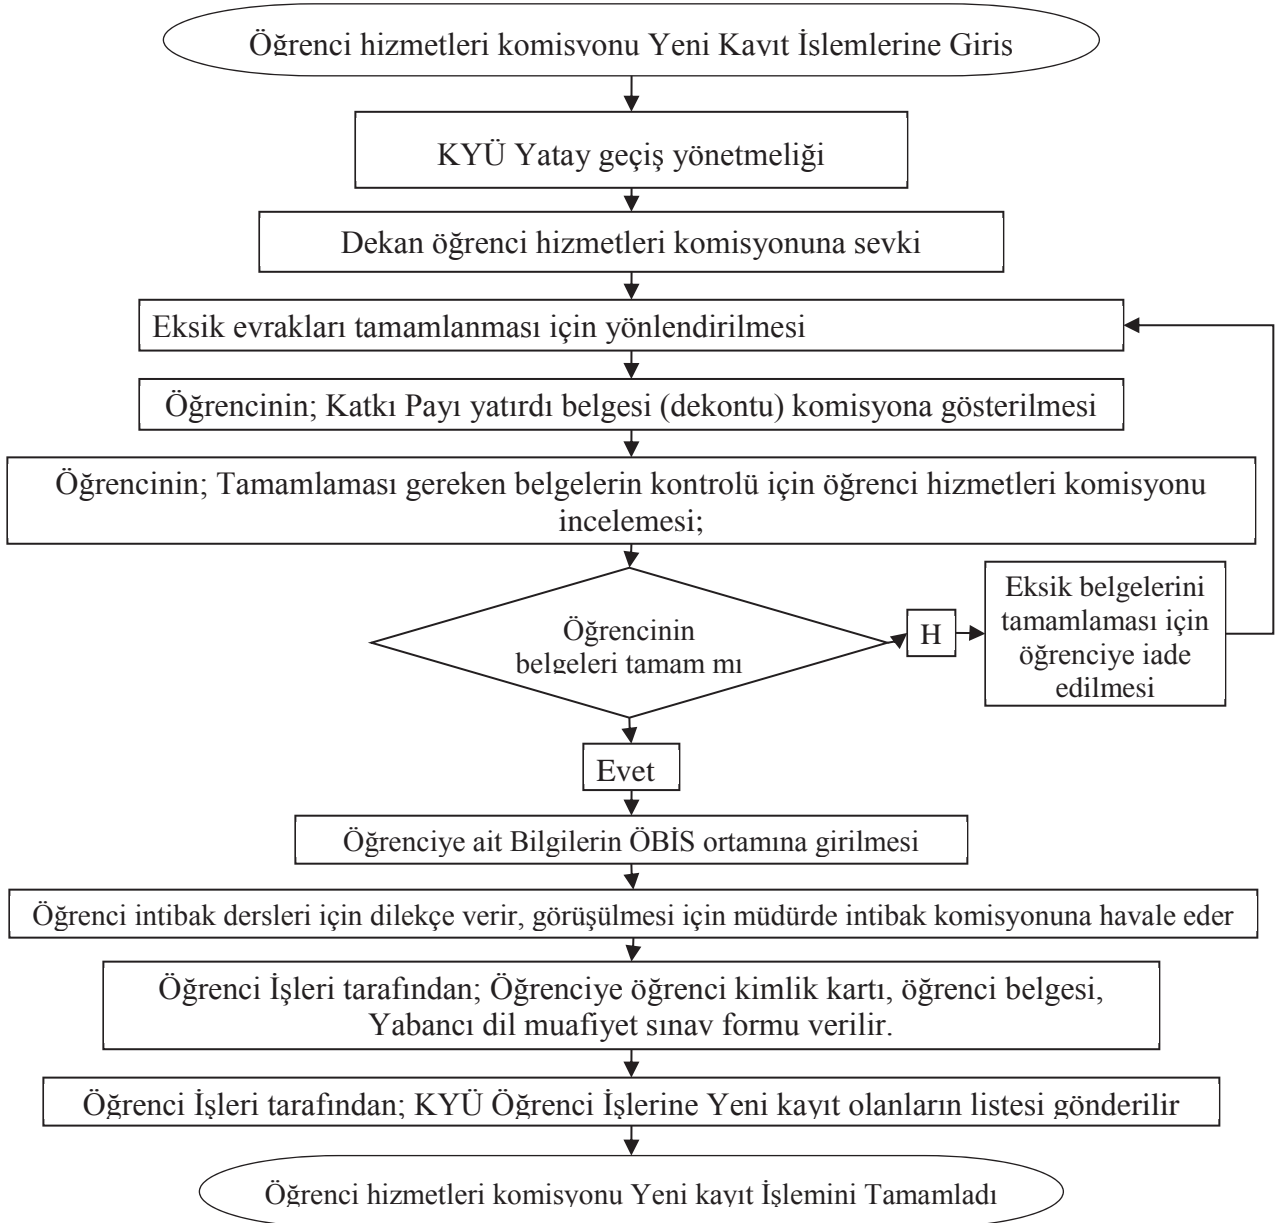 Öğrenci hizmetleri komisyonu Yeni Kayıt İşlemlerine Giriş
KYÜ Yatay geçiş yönetmeliği
Dekan öğrenci hizmetleri komisyonuna sevki
Eksik evrakları tamamlanması için yönlendirilmesi
Öğrencinin; Katkı Payı yatırdı belgesi (dekontu) komisyona gösterilmesi
Öğrencinin; Tamamlaması gereken belgelerin kontrolü için öğrenci hizmetleri komisyonu
incelemesi;
Öğrencinin
belgeleri tamam mı
H
Eksik belgelerini
tamamlaması için
öğrenciye iade
edilmesi
Evet
Öğrenciye ait Bilgilerin ÖBİS ortamına girilmesi
Öğrenci intibak dersleri için dilekçe verir, görüşülmesi için müdürde intibak komisyonuna havale eder
Öğrenci İşleri tarafından; Öğrenciye öğrenci kimlik kartı, öğrenci belgesi,
Yabancı dil muafiyet sınav formu verilir.
Öğrenci İşleri tarafından; KYÜ Öğrenci İşlerine Yeni kayıt olanların listesi gönderilir
Öğrenci hizmetleri komisyonu Yeni kayıt İşlemini Tamamladı